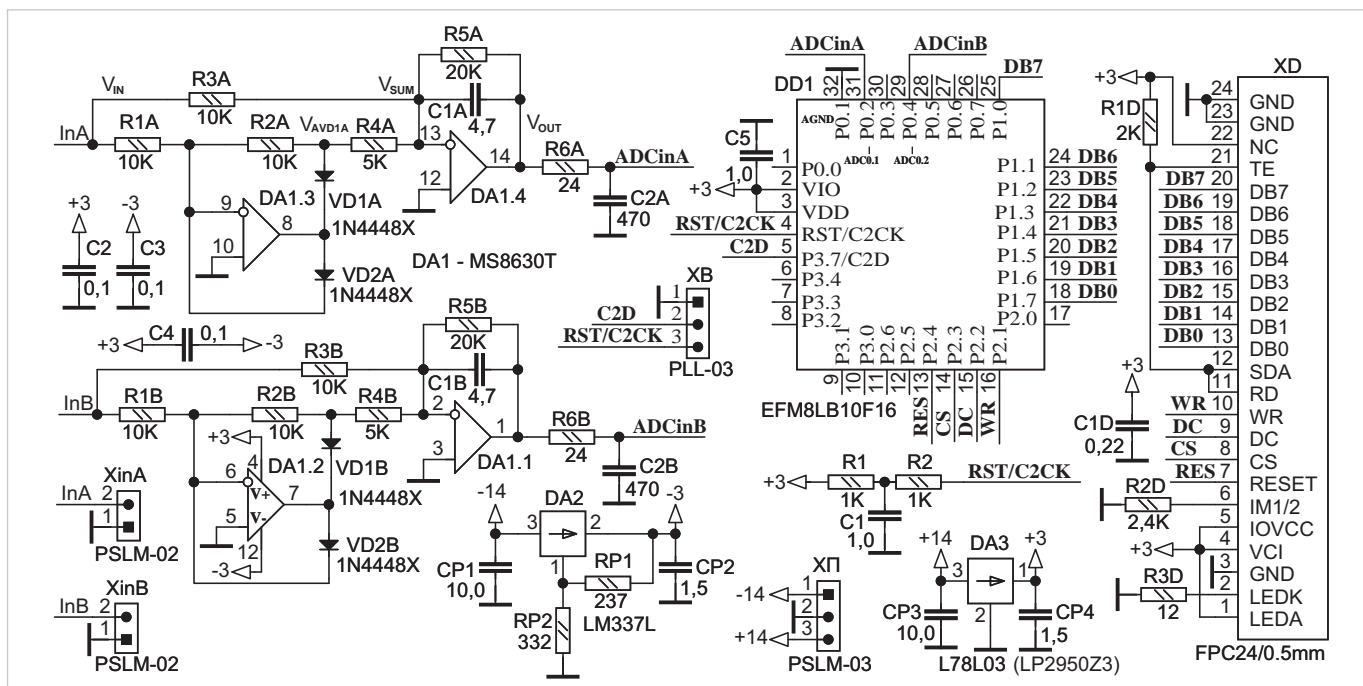 R5A
20K
V_IN
R3A
10K
V_SUM
C1A
4,7
InA
R1A
10K
R2A
10K
V_AVD1A
R4A
5K
13
12
14
DA1.4
V_OUT
R6A
24
ADCinA
C2A
470
+3
-3
C2
0,1
C3
0,1
9
10
8
DA1.3
VD1A
1N4448X
VD2A
1N4448X
DA1 - MS8630T
C4
0,1
+3
-3
XB
1
2
3
C2D
RST/C2CK
PLL-03
R5B
20K
R3B
10K
C1B
4,7
InB
R1B
10K
R2B
10K
R4B
5K
2
3
1
DA1.1
R6B
24
ADCinB
C2B
470
+3
4
DA1.2
6
5
7
V+
V-
12
-3
VD1B
1N4448X
VD2B
1N4448X
XinA
InA
2
1
PSLM-02
XinB
InB
2
1
PSLM-02
-14
DA2
-3
3
2
1
CP1
10,0
RP1
237
CP2
1,5
RP2
332
LM337L
ADCinA
ADCinB
DB7
DD1
32
31
30
29
28
27
26
25
AGND
P0.1
P0.2
P0.3
P0.4
P0.5
P0.6
P0.7
P1.0
ADC0.1
ADC0.2
C5
1,0
+3
RST/C2CK
C2D
1
2
3
4
5
6
7
8
P0.0
VIO
VDD
RST/C2CK
P3.7/C2D
P3.4
P3.3
P3.2
P1.1
P1.2
P1.3
P1.4
P1.5
P1.6
P1.7
P2.0
24
23
22
21
20
19
18
17
DB6
DB5
DB4
DB3
DB2
DB1
DB0
P3.1
P3.0
P2.6
P2.5
P2.4
P2.3
P2.2
P2.1
9
10
11
12
13
14
15
16
EFM8LB10F16
RES
CS
DC
WR
R1
1K
R2
1K
RST/C2CK
+3
C1
1,0
XП
-14
1
2
3
+14
PSLM-03
+14
DA3
+3
3
1
2
CP3
10,0
CP4
1,5
L78L03 (LP2950Z3)
XD
+3
R1D
2K
24
GND
23
GND
22
NC
21
TE
DB7
20
DB7
DB6
19
DB6
DB5
18
DB5
DB4
17
DB4
DB3
16
DB3
DB2
15
DB2
DB1
14
DB1
DB0
13
DB0
12
SDA
11
RD
WR
10
WR
DC
9
DC
CS
8
CS
RES
7
RESET
6
IM1/2
5
IOVCC
4
VCI
3
GND
2
LEDK
1
LEDA
+3
C1D
0,22
R2D
2,4K
+3
R3D
12
FPC24/0.5mm